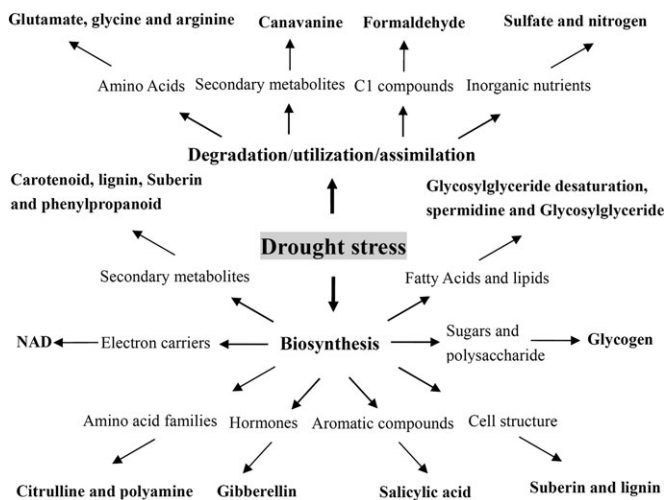 Glutamate, glycine and arginine
Canavanine
Formaldehyde
Sulfate and nitrogen
Amino Acids
Secondary metabolites
C1 compounds
Inorganic nutrients
Degradation/utilization/assimilation
Carotenoid, lignin, Suberin
and phenylpropanoid
Glycosylglyceride desaturation,
spermidine and Glycosylglyceride
Drought stress
Secondary metabolites
Fatty Acids and lipids
NAD
Electron carriers
Biosynthesis
Sugars and
polysaccharide
Glycogen
Amino acid families
Hormones
Aromatic compounds
Cell structure
Citrulline and polyamine
Gibberellin
Salicylic acid
Suberin and lignin